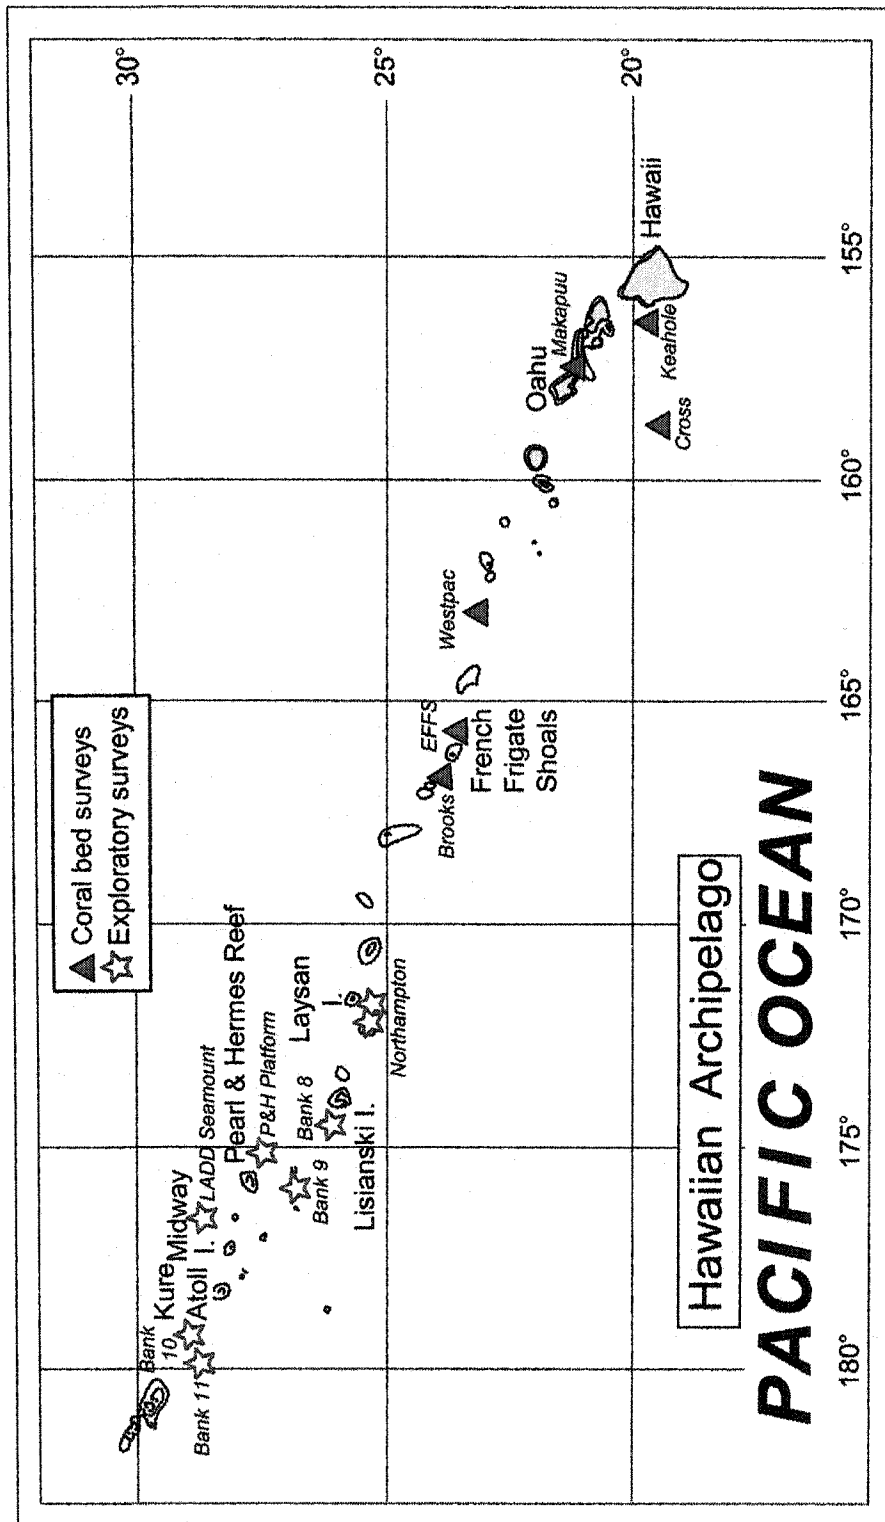 Coral bed surveys
Exploratory surveys
30°
25°
20°
155°
160°
165°
170°
175°
180°
Bank
10
Bank 11
Kure
Atoll
Midway
I.
LADD Seamount
Pearl & Hermes Reef
P&H Platform
Bank 8
Bank 9
Lisianski I.
Laysan
I.
Northampton
Brooks
EFFS
French
Frigate
Shoals
Westpac
Oahu
Makapuu
Cross
Keahole
Hawaii
Hawaiian Archipelago
PACIFIC OCEAN